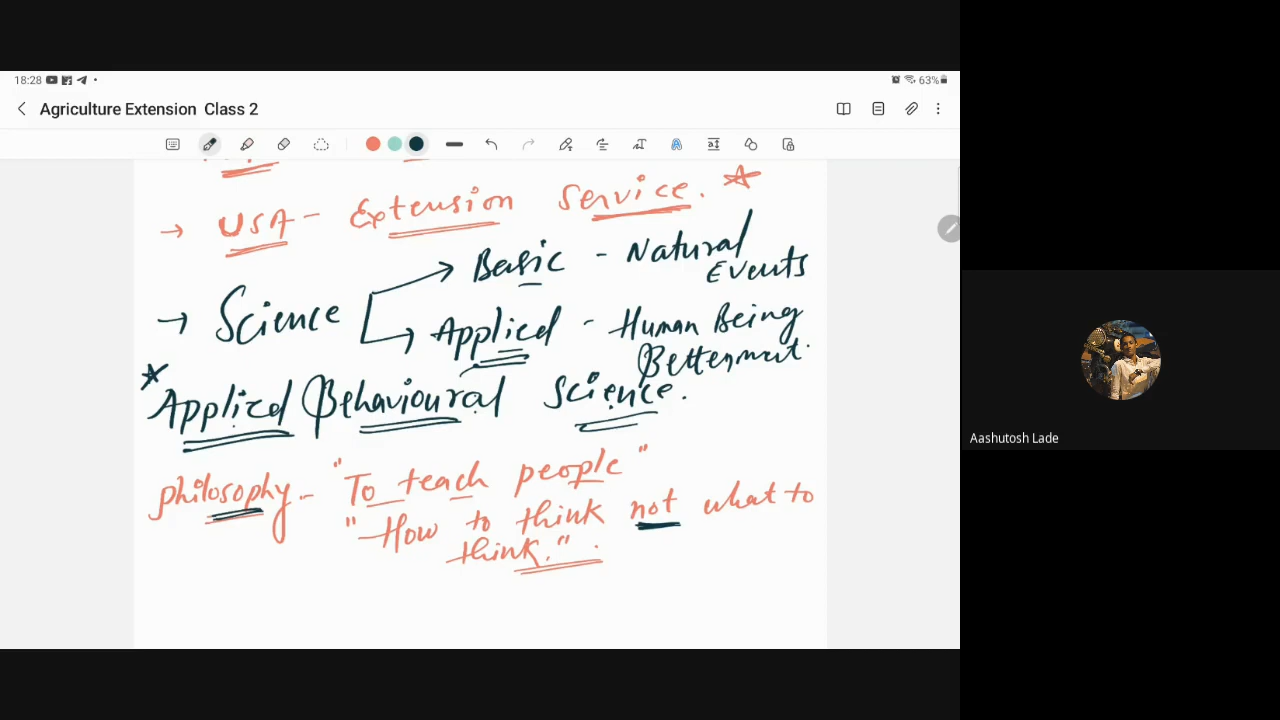 18:28
63%
Agriculture Extension Class 2
→ USA - Extension Service.
→ Science
Basic - Natural
Events
Applied - Human Being
Betterment.
Applied Behavioural Science.
philosophy - "To teach people"
"How to think not what to
think."
Aashutosh Lade